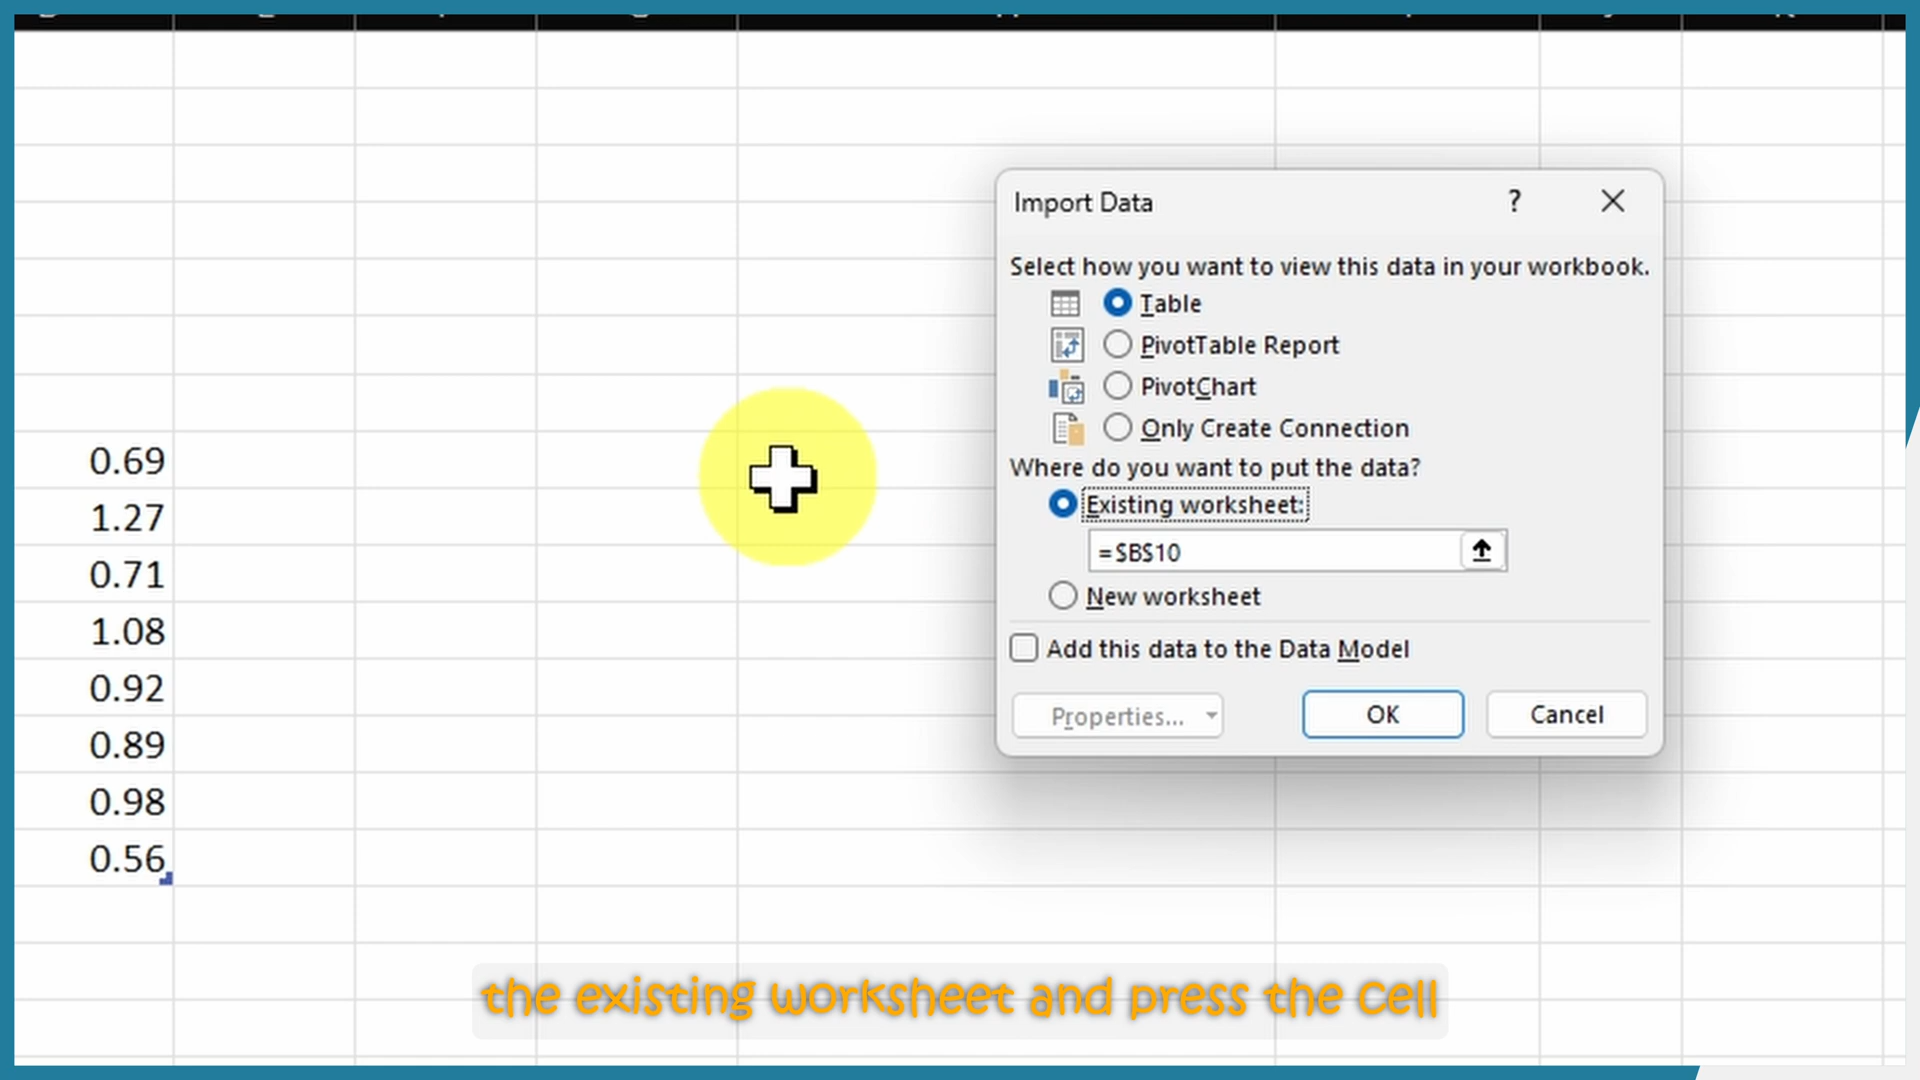 Import Data ?
Select how you want to view this data in your workbook.
Table
PivotTable Report
PivotChart
Only Create Connection
Where do you want to put the data?
Existing worksheet:
=$B$10
New worksheet
Add this data to the Data Model
Properties...
OK
Cancel
0.69
1.27
0.71
1.08
0.92
0.89
0.98
0.56
the existing worksheet and press the cell